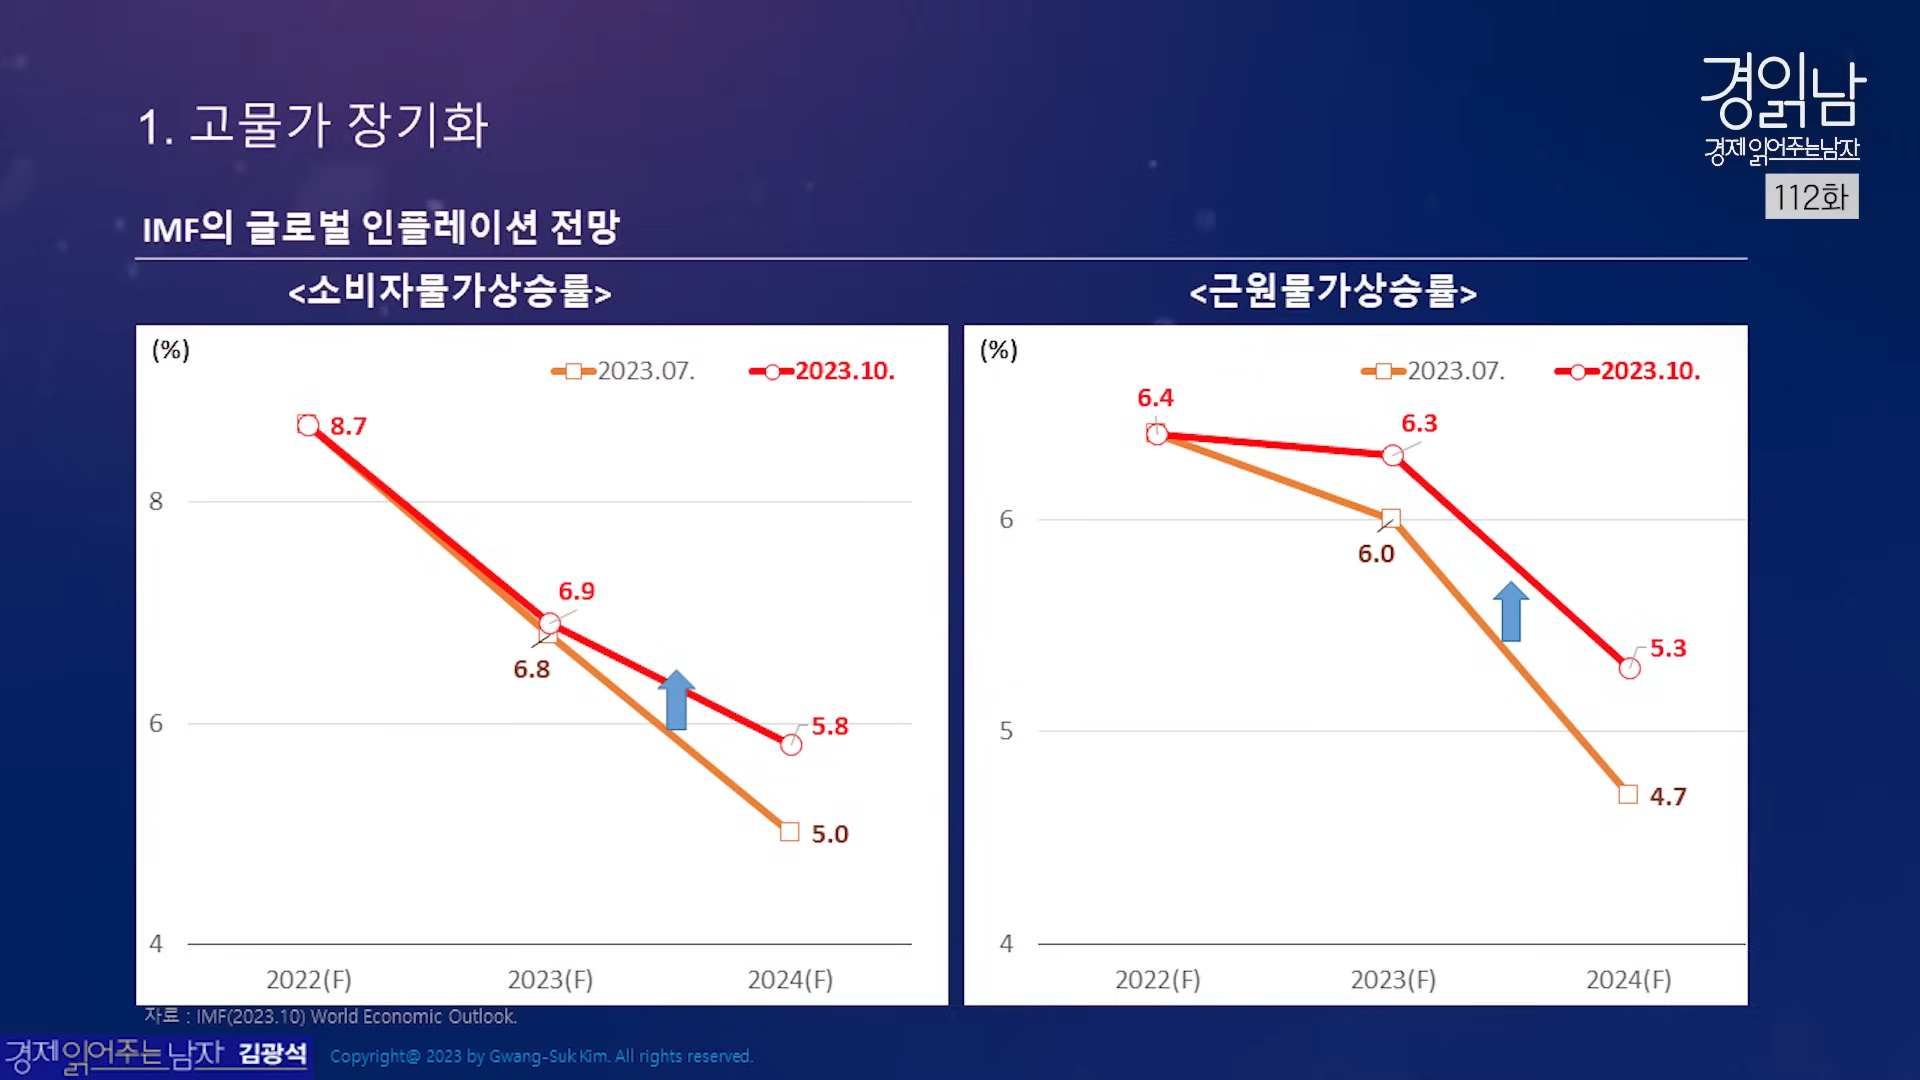 경읽남
경제읽어주는남자
112화
1. 고물가 장기화
IMF의 글로벌 인플레이션 전망
<소비자물가상승률>
(%)
2023.07.
2023.10.
8.7
8
6.9
6.8
6
5.8
5.0
4
2022(F)
2023(F)
2024(F)
<근원물가상승률>
(%)
2023.07.
2023.10.
6.4
6.3
6
6.0
5.3
5
4.7
4
2022(F)
2023(F)
2024(F)
자료 : IMF(2023.10) World Economic Outlook.
경제읽어주는남자 김광석
Copyright@ 2023 by Gwang-Suk Kim. All rights reserved.